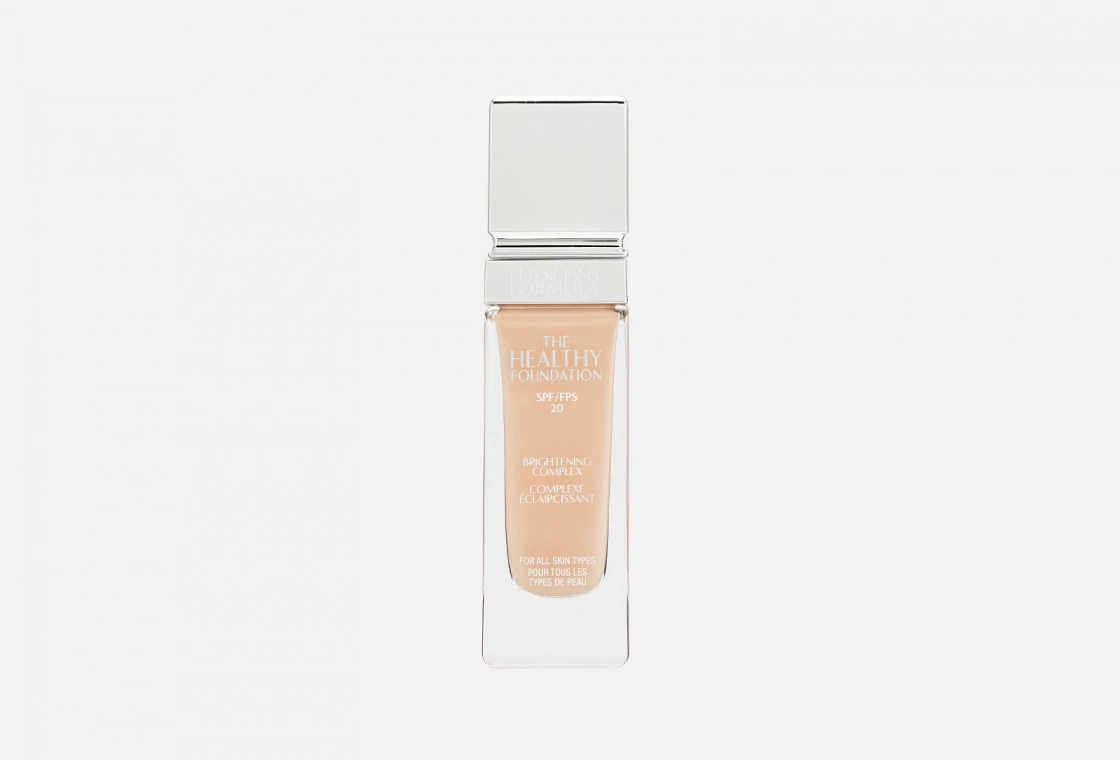 PHYSICIANS
FORMULA
THE
HEALTHY
FOUNDATION
SPF/FPS
20
BRIGHTENING
COMPLEX
COMPLEXE
ÉCLAIRCISSANT
FOR ALL SKIN TYPES
POUR TOUS LES
TYPES DE PEAU